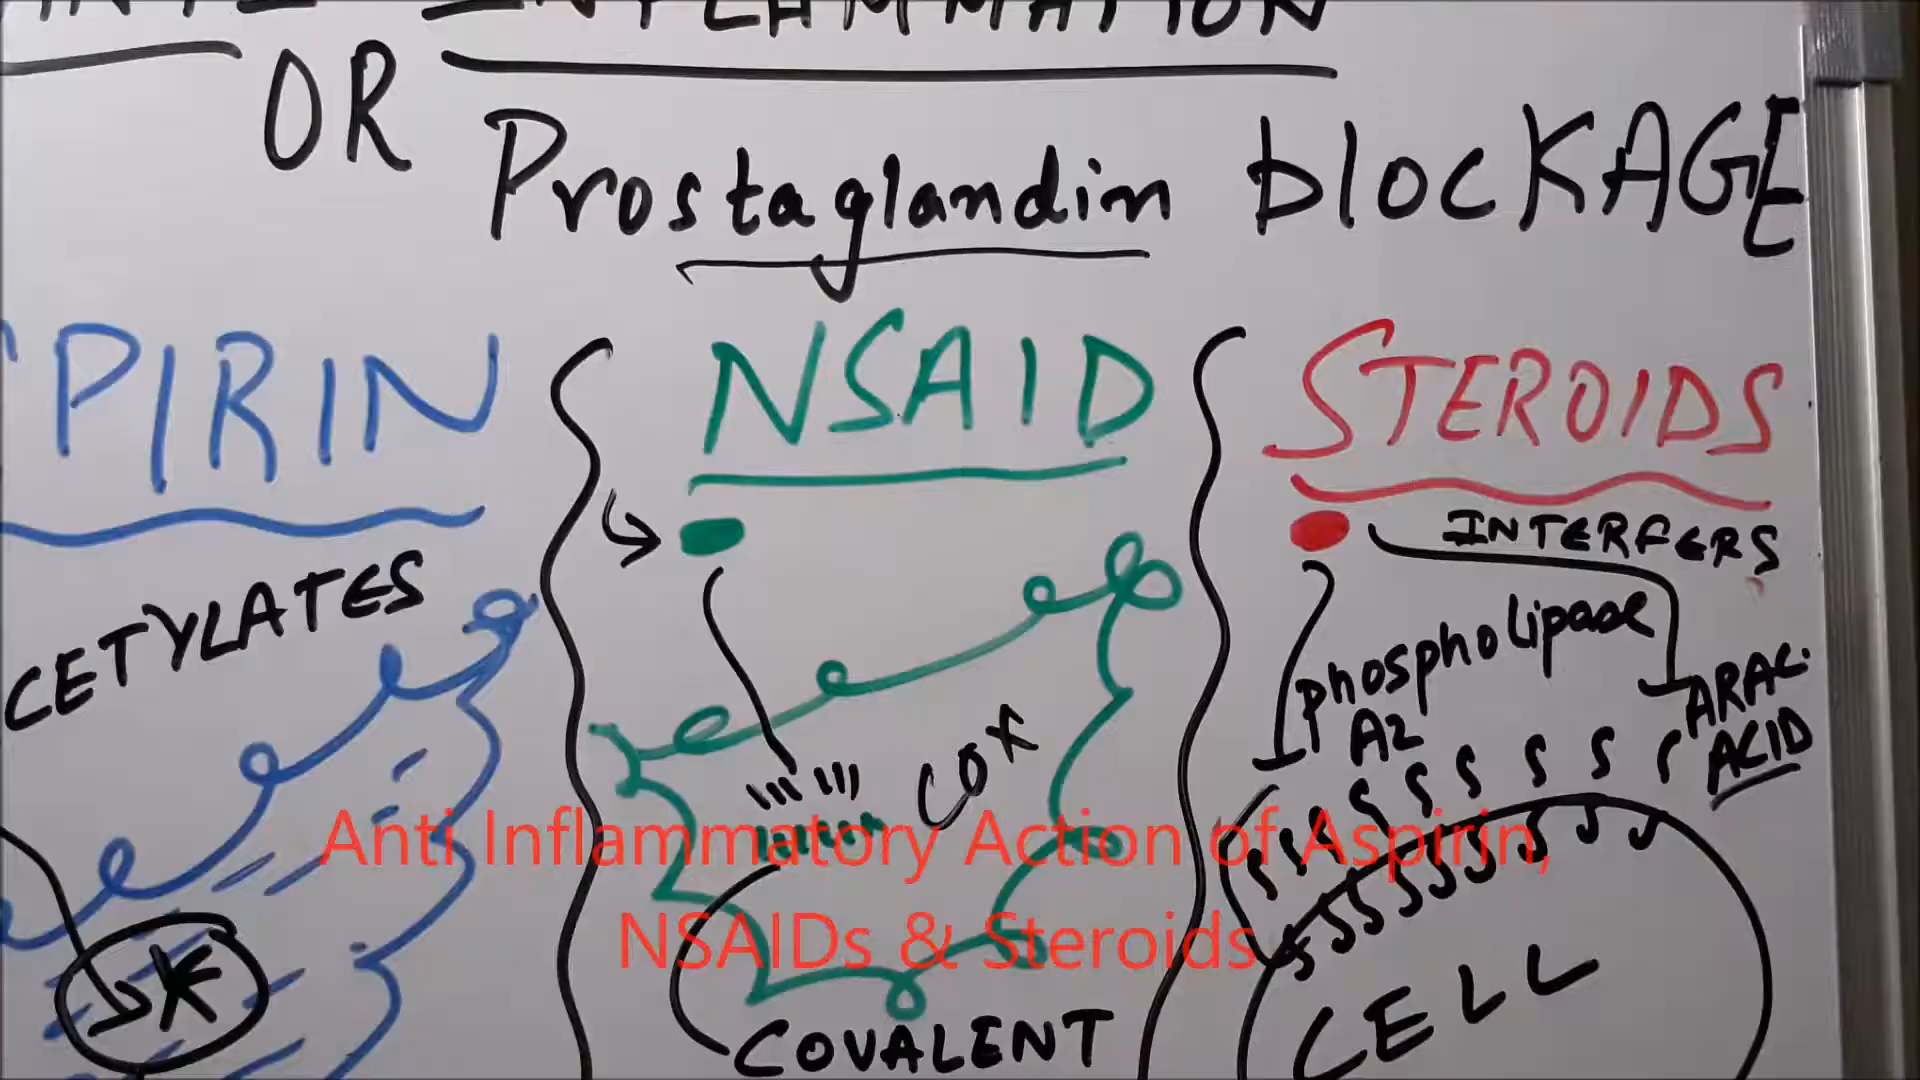 INFLAMMATION
OR
Prostaglandin blocKAGE
PIRIN
NSAID
STEROIDS
CETYLATES
INTERFERS
phospholipase
A2
ARAC.
ACID
COX
Anti Inflammatory Action of Aspirin,
NSAIDs & Steroids
CELL
COVALENT